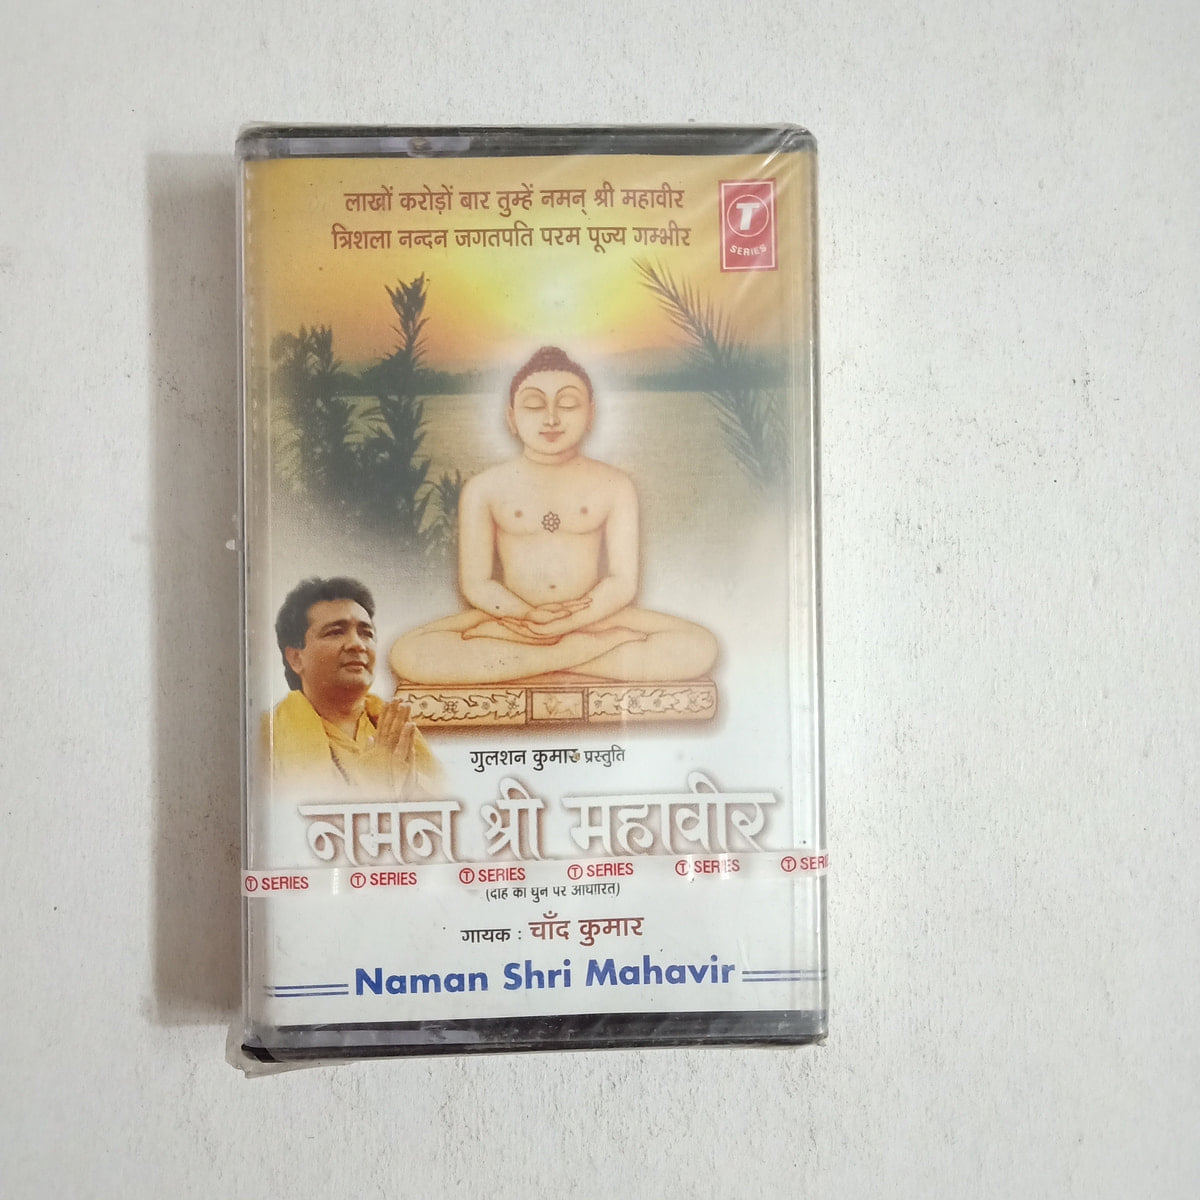 लाखों करोड़ों बार तुम्हें नमन् श्री महावीर
त्रिशला नन्दन जगतपति परम पूज्य गम्भीर
T
SERIES
गुलशन कुमार प्रस्तुति
नमन श्री महावीर
T SERIES T SERIES T SERIES T SERIES T SERIES T SERI
का धुन पर
गायक : चाँद कुमार
Naman Shri Mahavir